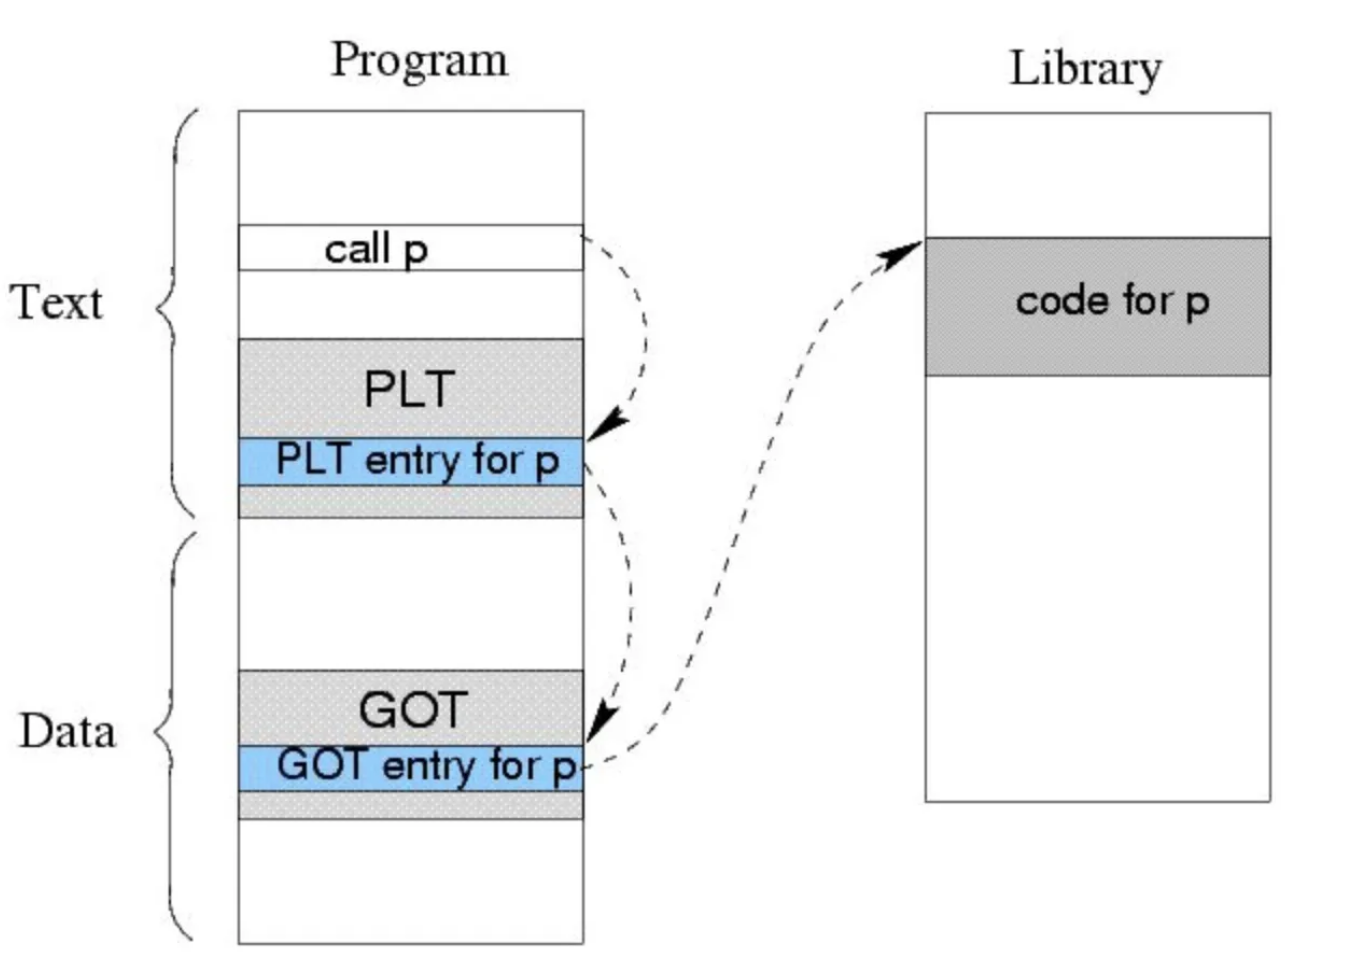 Program
Library
call p
Text
code for p
PLT
PLT entry for p
GOT
Data
GOT entry for p